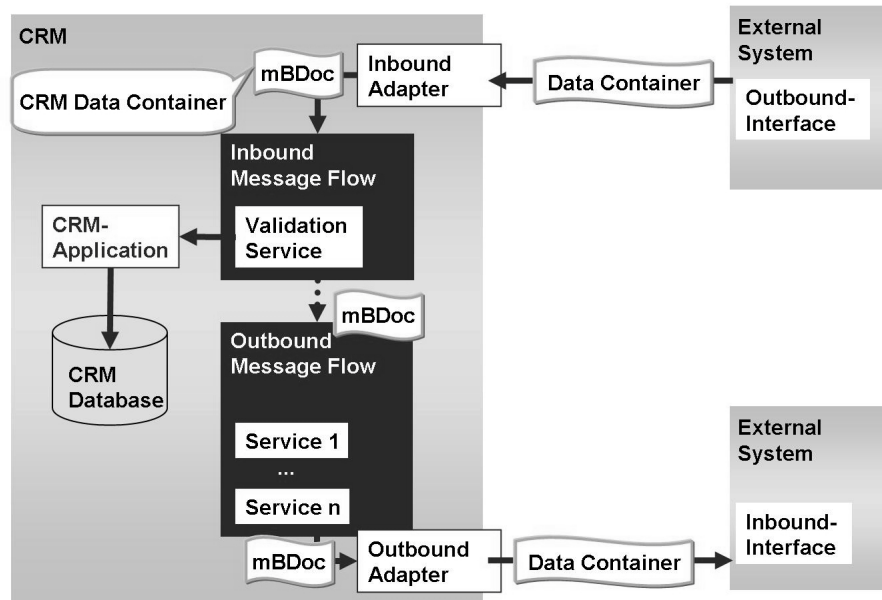 CRM
CRM Data Container
mBDoc
Inbound
Adapter
Data Container
External
System
Outbound-
Interface
Inbound
Message Flow
Validation
Service
CRM-
Application
CRM
Database
mBDoc
Outbound
Message Flow
Service 1
...
Service n
mBDoc
Outbound
Adapter
Data Container
External
System
Inbound-
Interface